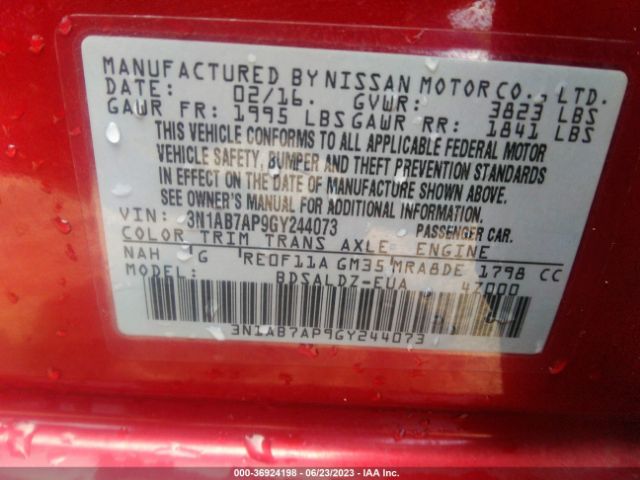 MANUFACTURED BY NISSAN MOTOR CO., LTD.
DATE: 02/16. GVWR: 3823 LBS
GAWR FR: 1995 LBS GAWR RR: 1841 LBS
THIS VEHICLE CONFORMS TO ALL APPLICABLE FEDERAL MOTOR
VEHICLE SAFETY, BUMPER AND THEFT PREVENTION STANDARDS
IN EFFECT ON THE DATE OF MANUFACTURE SHOWN ABOVE.
SEE OWNER'S MANUAL FOR ADDITIONAL INFORMATION.
VIN: 3N1AB7AP9GY244073 PASSENGER CAR.
COLOR TRIM TRANS AXLE ENGINE
NAH G RE0F11A GM35 MRA8DE 1798 CC
BDSALDZ-EUA 47000
3N1AB7AP9GY244073
000-36924198 - 06/23/2023 - IAA Inc.